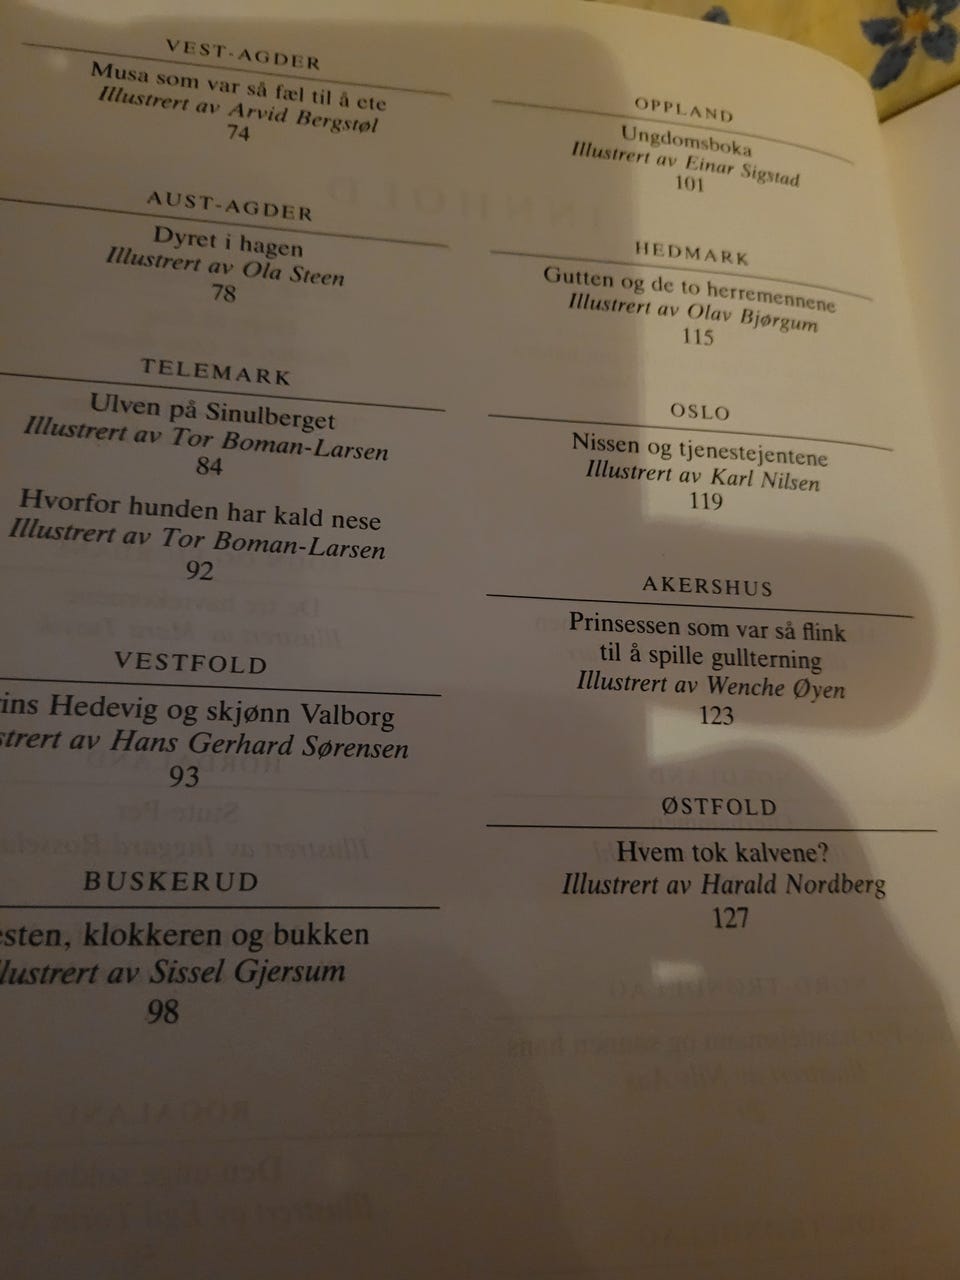 VEST-AGDER
Musa som var så fæl til å ete
Illustrert av Arvid Bergstøl
74
AUST-AGDER
Dyret i hagen
Illustrert av Ola Steen
78
TELEMARK
Ulven på Sinulberget
Illustrert av Tor Boman-Larsen
84
Hvorfor hunden har kald nese
Illustrert av Tor Boman-Larsen
92
VESTFOLD
ins Hedevig og skjønn Valborg
strert av Hans Gerhard Sørensen
93
BUSKERUD
esten, klokkeren og bukken
llustrert av Sissel Gjersum
98
OPPLAND
Ungdomsboka
Illustrert av Einar Sigstad
101
HEDMARK
Gutten og de to herremennene
Illustrert av Olav Bjørgum
115
OSLO
Nissen og tjenestejentene
Illustrert av Karl Nilsen
119
AKERSHUS
Prinsessen som var så flink
til å spille gullterning
Illustrert av Wenche Øyen
123
ØSTFOLD
Hvem tok kalvene?
Illustrert av Harald Nordberg
127